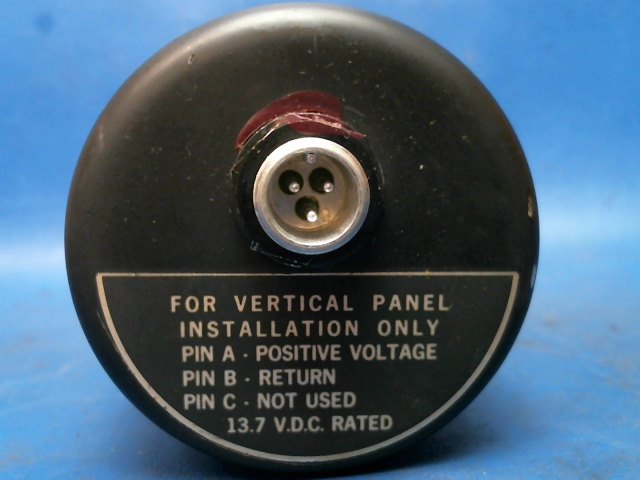 FOR VERTICAL PANEL
INSTALLATION ONLY
PIN A - POSITIVE VOLTAGE
PIN B - RETURN
PIN C - NOT USED
13.7 V.D.C. RATED